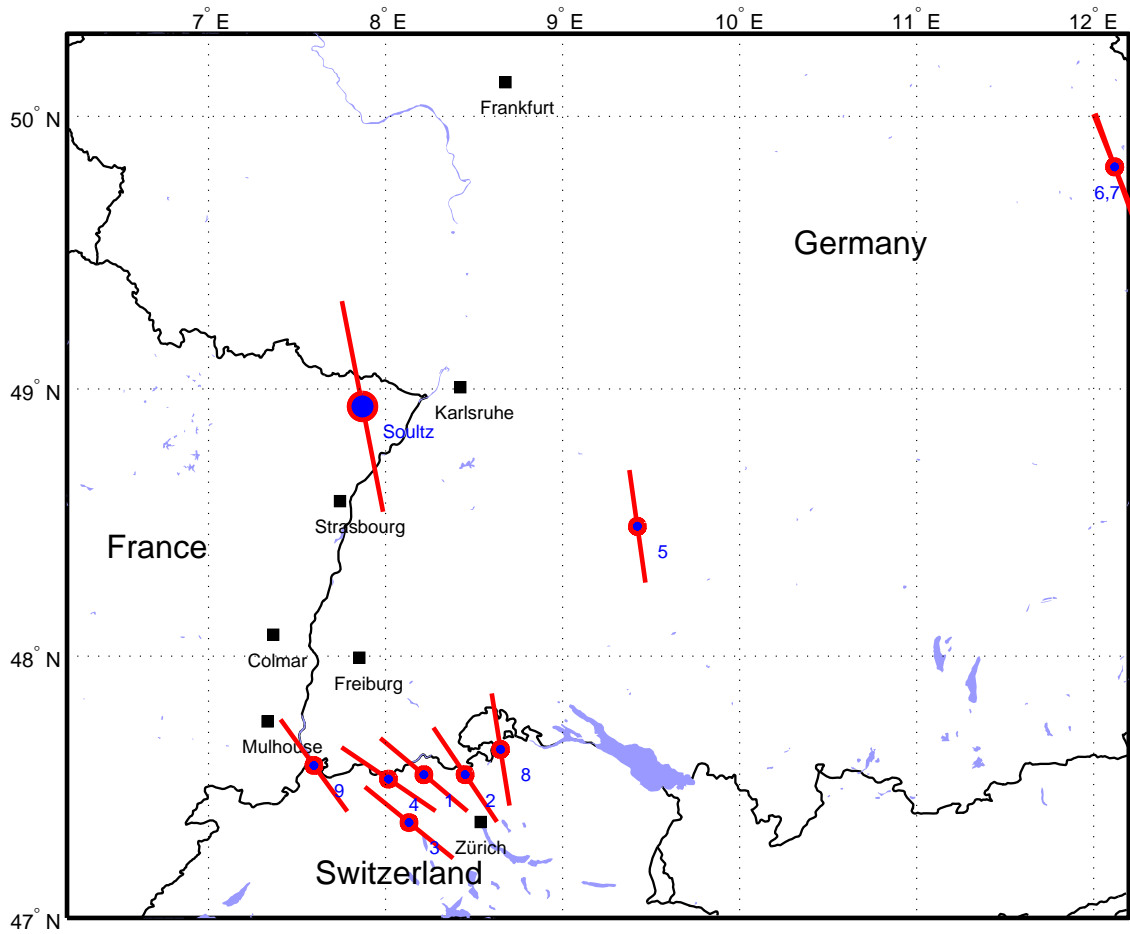 7° E 8° E 9° E 10° E 11° E 12° E
Frankfurt
50° N
6,7
Germany
49° N
Karlsruhe
Soultz
Strasbourg
France
5
48° N
Colmar
Freiburg
Mulhouse
8
9 4 1 2
3 Zürich
Switzerland
47° N